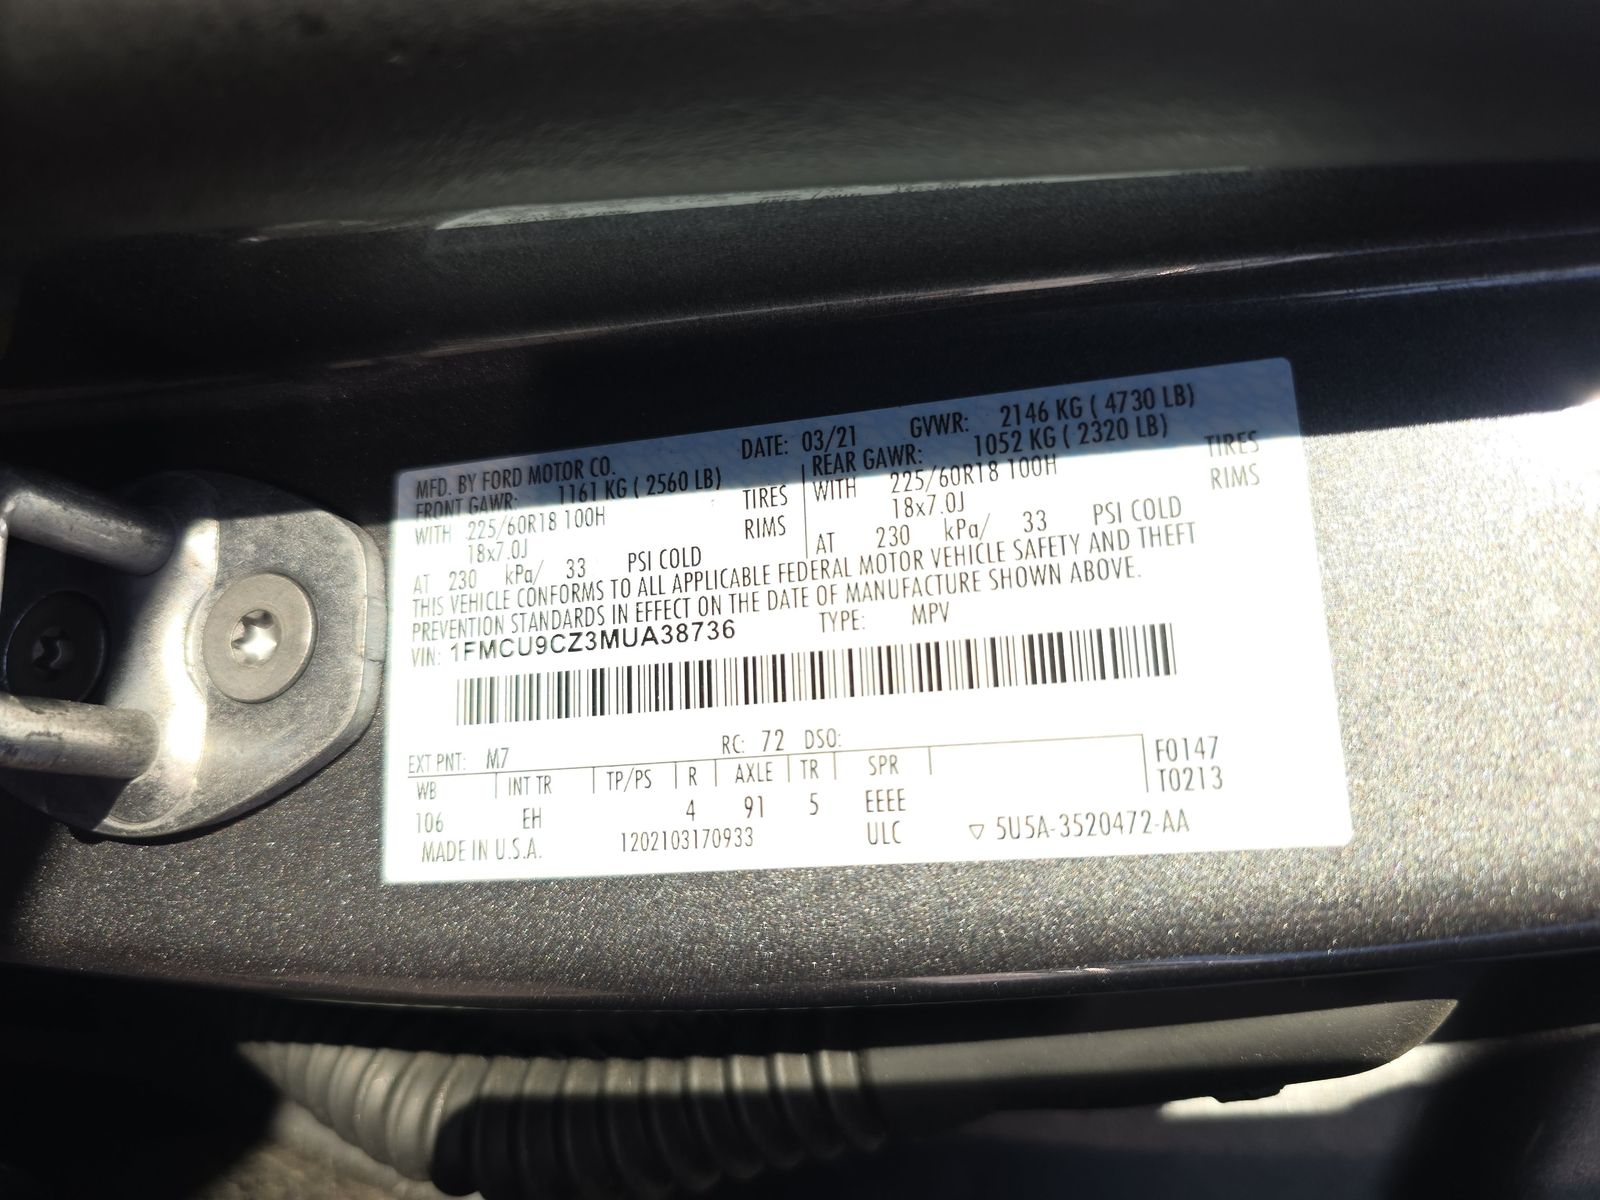 MFD. BY FORD MOTOR CO. DATE: 03/21 GVWR: 2146 KG ( 4730 LB)
FRONT GAWR: 1161 KG ( 2560 LB) REAR GAWR: 1052 KG ( 2320 LB)
WITH 225/60R18 100H TIRES WITH 225/60R18 100H TIRES
18x7.0J RIMS 18x7.0J RIMS
AT 230 kPa/ 33 PSI COLD AT 230 kPa/ 33 PSI COLD
THIS VEHICLE CONFORMS TO ALL APPLICABLE FEDERAL MOTOR VEHICLE SAFETY AND THEFT
PREVENTION STANDARDS IN EFFECT ON THE DATE OF MANUFACTURE SHOWN ABOVE.
VIN: 1FMCU9CZ3MUA38736 TYPE: MPV
EXT PNT: M7 RC: 72 DSO:
WB INT TR TP/PS R AXLE TR SPR F0147
106 EH 4 91 5 EEEE T0213
MADE IN U.S.A. 1202103170933 ULC ▽ 5U5A-3520472-AA